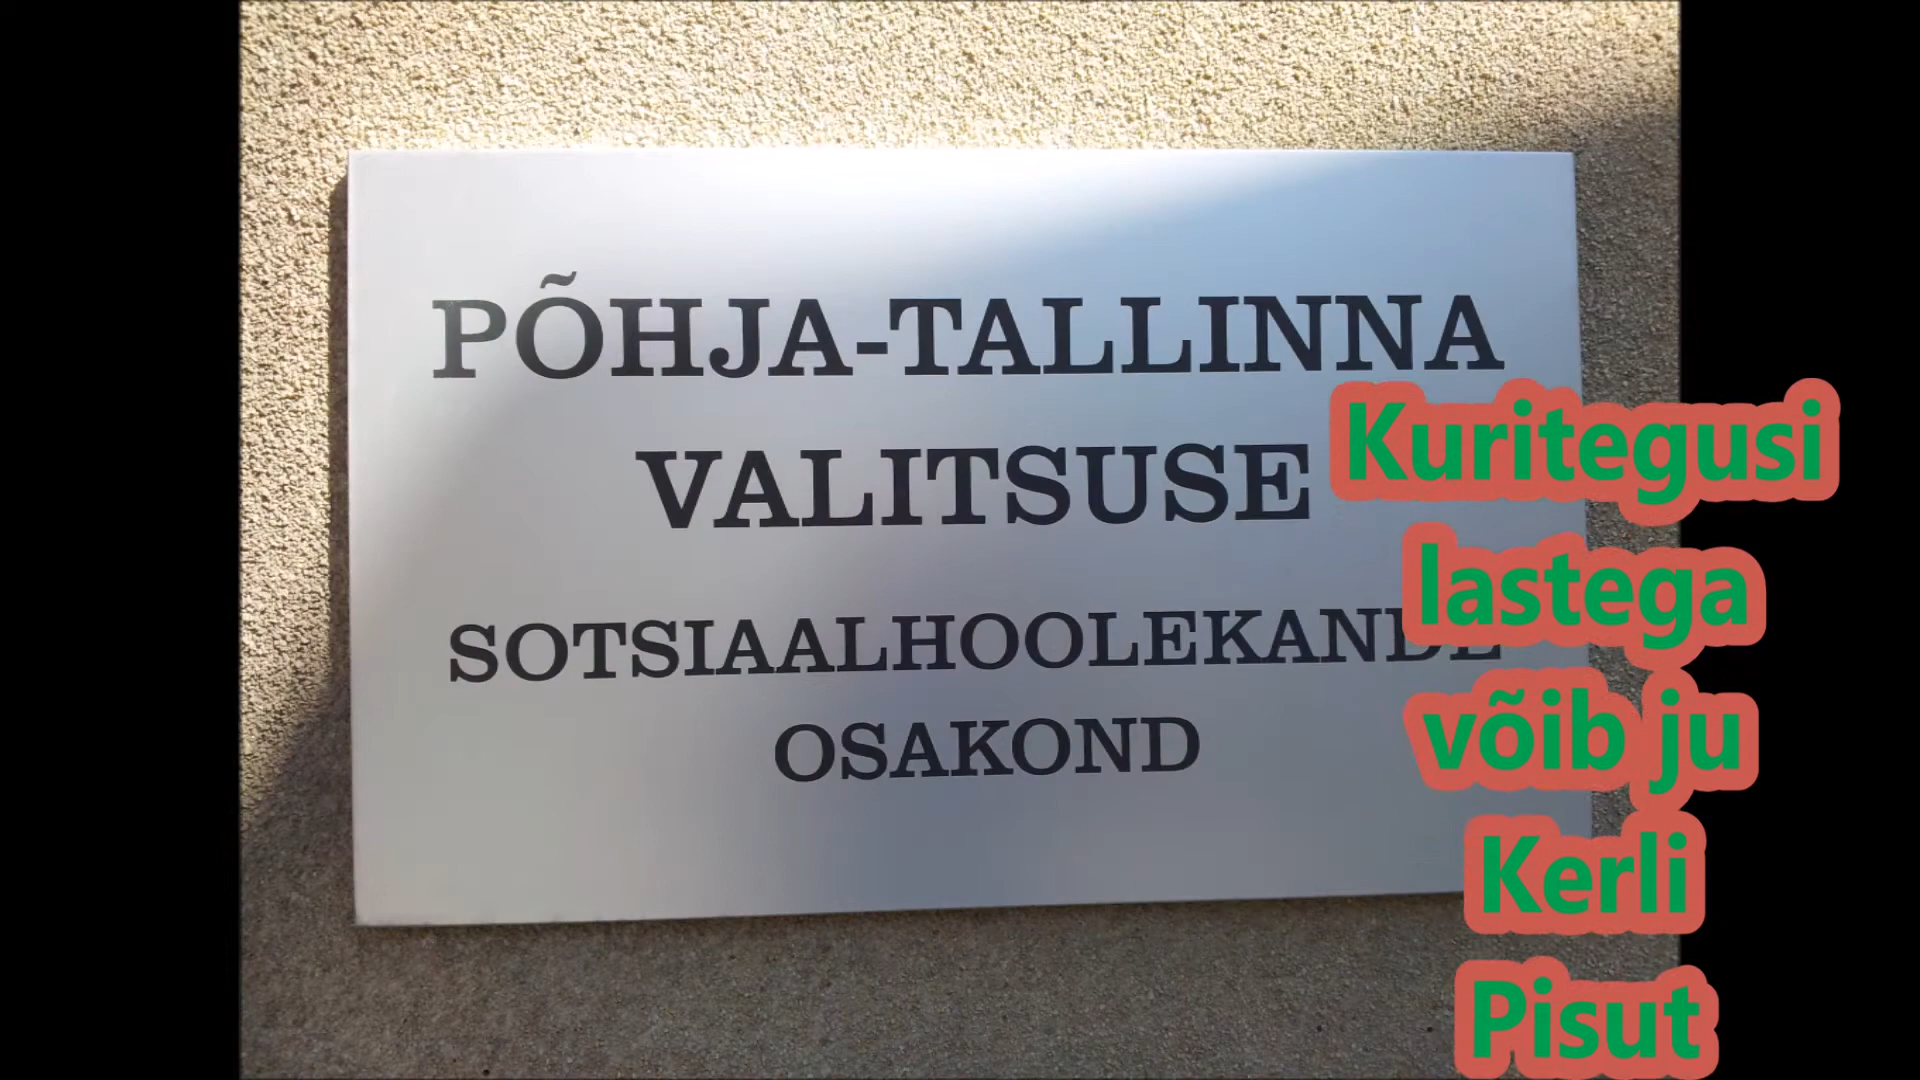 PÕHJA-TALLINNA
VALITSUSE
SOTSIAALHOOLEKANDE
OSAKOND
Kuritegusi
lastega
võib ju
Kerli
Pisut